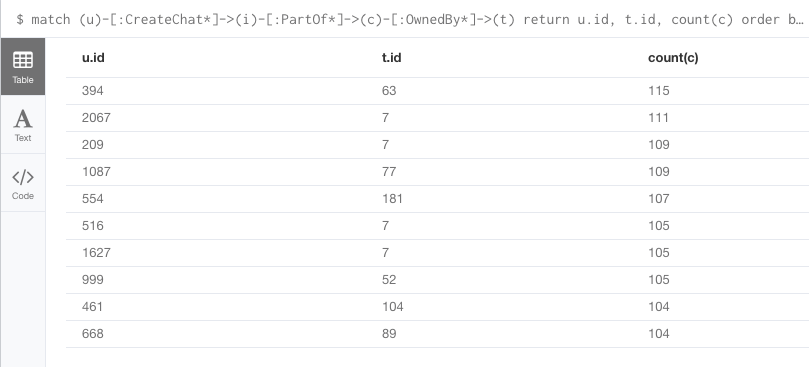 $ match (u)-[:CreateChat*]->(i)-[:PartOf*]->(c)-[:OwnedBy*]->(t) return u.id, t.id, count(c) order b…
Table
A
Text
</>
Code
u.id t.id count(c)
394 63 115
2067 7 111
209 7 109
1087 77 109
554 181 107
516 7 105
1627 7 105
999 52 105
461 104 104
668 89 104